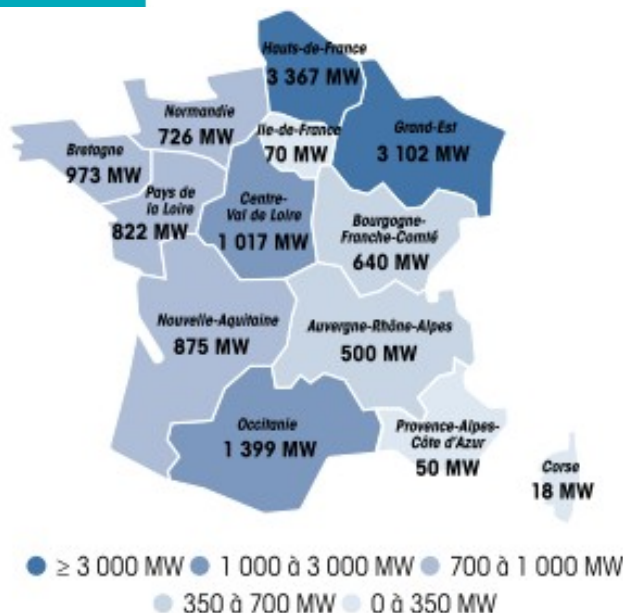 Hauts-de-France
3 367 MW
Normandie
726 MW
Ile-de-France
70 MW
Grand-Est
3 102 MW
Bretagne
973 MW
Pays de
la Loire
822 MW
Centre-
Val de Loire
1 017 MW
Bourgogne-
Franche-Comté
640 MW
Nouvelle-Aquitaine
875 MW
Auvergne-Rhône-Alpes
500 MW
Occitanie
1 399 MW
Provence-Alpes-
Côte d'Azur
50 MW
Corse
18 MW
≥ 3 000 MW 1 000 à 3 000 MW 700 à 1 000 MW
350 à 700 MW 0 à 350 MW